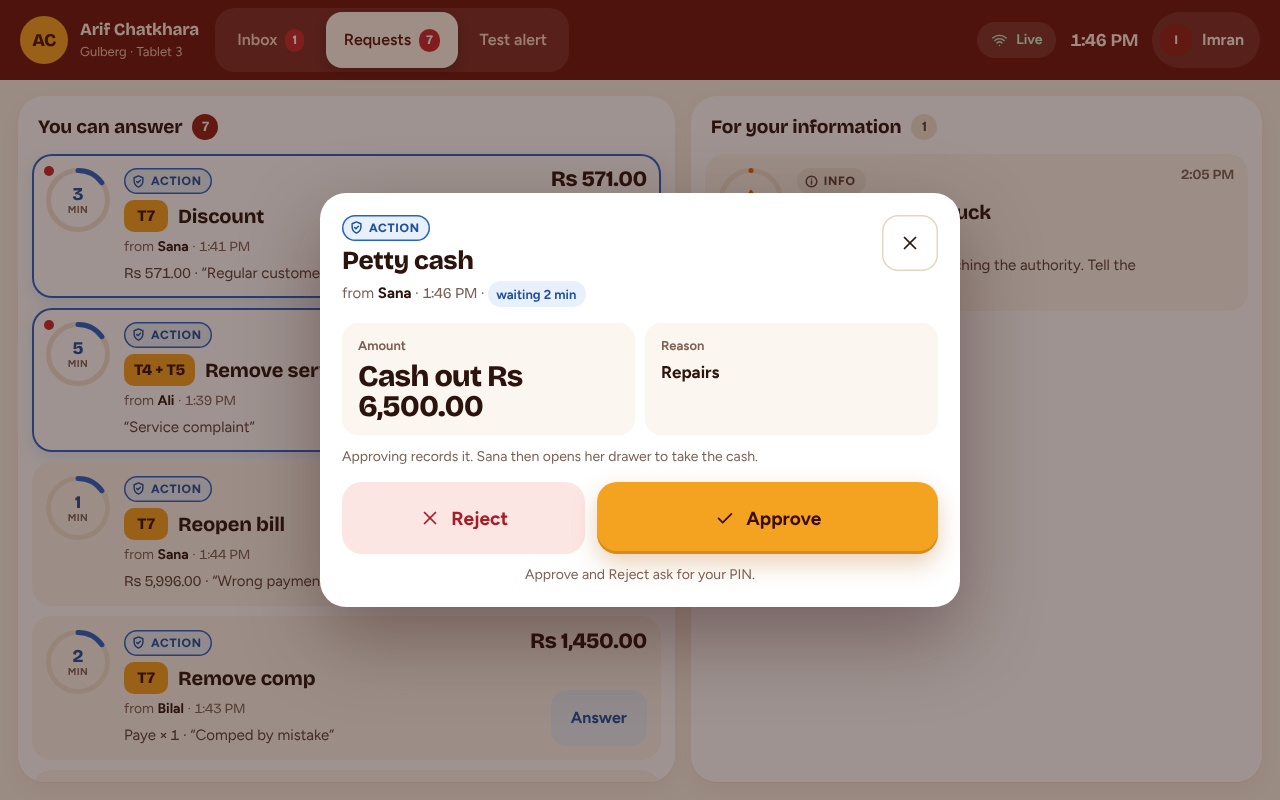 AC
Arif Chatkhara
Gulberg · Tablet 3
Inbox 1
Requests 7
Test alert
Live
1:46 PM
I
Imran
You can answer 7
3
MIN
ACTION
Rs 571.00
T7 Discount
from Sana · 1:41 PM
Rs 571.00 · “Regular custome
5
MIN
ACTION
T4 + T5 Remove ser
from Ali · 1:39 PM
“Service complaint”
1
MIN
ACTION
T7 Reopen bill
from Sana · 1:44 PM
Rs 5,996.00 · “Wrong paymen
2
MIN
ACTION
Rs 1,450.00
T7 Remove comp
from Bilal · 1:43 PM
Paye × 1 · “Comped by mistake”
Answer
For your information 1
INFO
2:05 PM
uck
hing the authority. Tell the
ACTION
Petty cash
from Sana · 1:46 PM · waiting 2 min
Amount
Cash out Rs
6,500.00
Reason
Repairs
Approving records it. Sana then opens her drawer to take the cash.
Reject
Approve
Approve and Reject ask for your PIN.